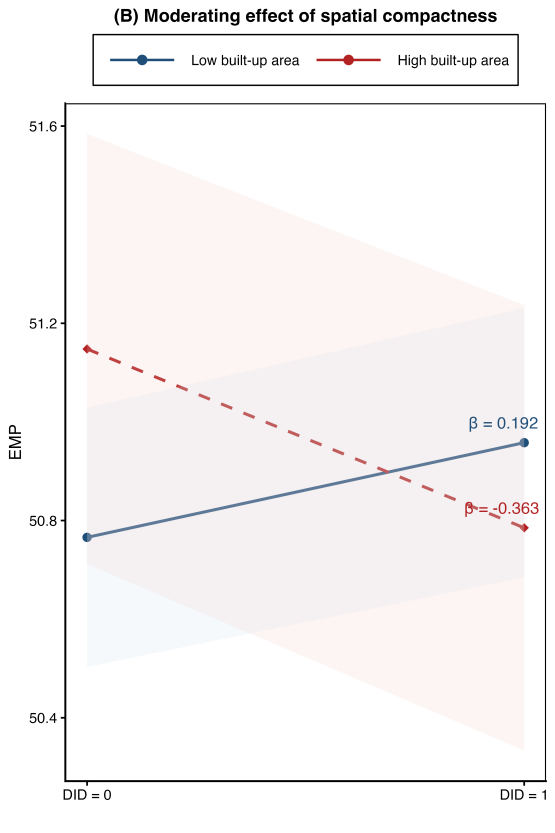 (B) Moderating effect of spatial compactness
Low built-up area
High built-up area
51.6
51.2
50.8
50.4
EMP
β = 0.192
β = -0.363
DID = 0
DID = 1